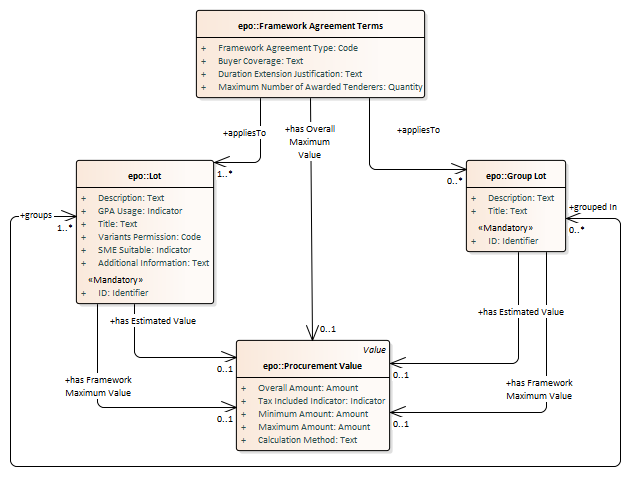 epo::Framework Agreement Terms
+ Framework Agreement Type: Code
+ Buyer Coverage: Text
+ Duration Extension Justification: Text
+ Maximum Number of Awarded Tenderers: Quantity
+appliesTo
+has Overall
Maximum
Value
+appliesTo
1..*
0..*
epo::Lot
+ Description: Text
+ GPA Usage: Indicator
+ Title: Text
+ Variants Permission: Code
+ SME Suitable: Indicator
+ Additional Information: Text
«Mandatory»
+ ID: Identifier
epo::Group Lot
+ Description: Text
+ Title: Text
«Mandatory»
+ ID: Identifier
+groups
1..*
+grouped In
0..*
+has Estimated Value
0..1
+has Estimated Value
0..1
0..1
+has Framework
Maximum Value
0..1
+has Framework
Maximum Value
0..1
Value
epo::Procurement Value
+ Overall Amount: Amount
+ Tax Included Indicator: Indicator
+ Minimum Amount: Amount
+ Maximum Amount: Amount
+ Calculation Method: Text